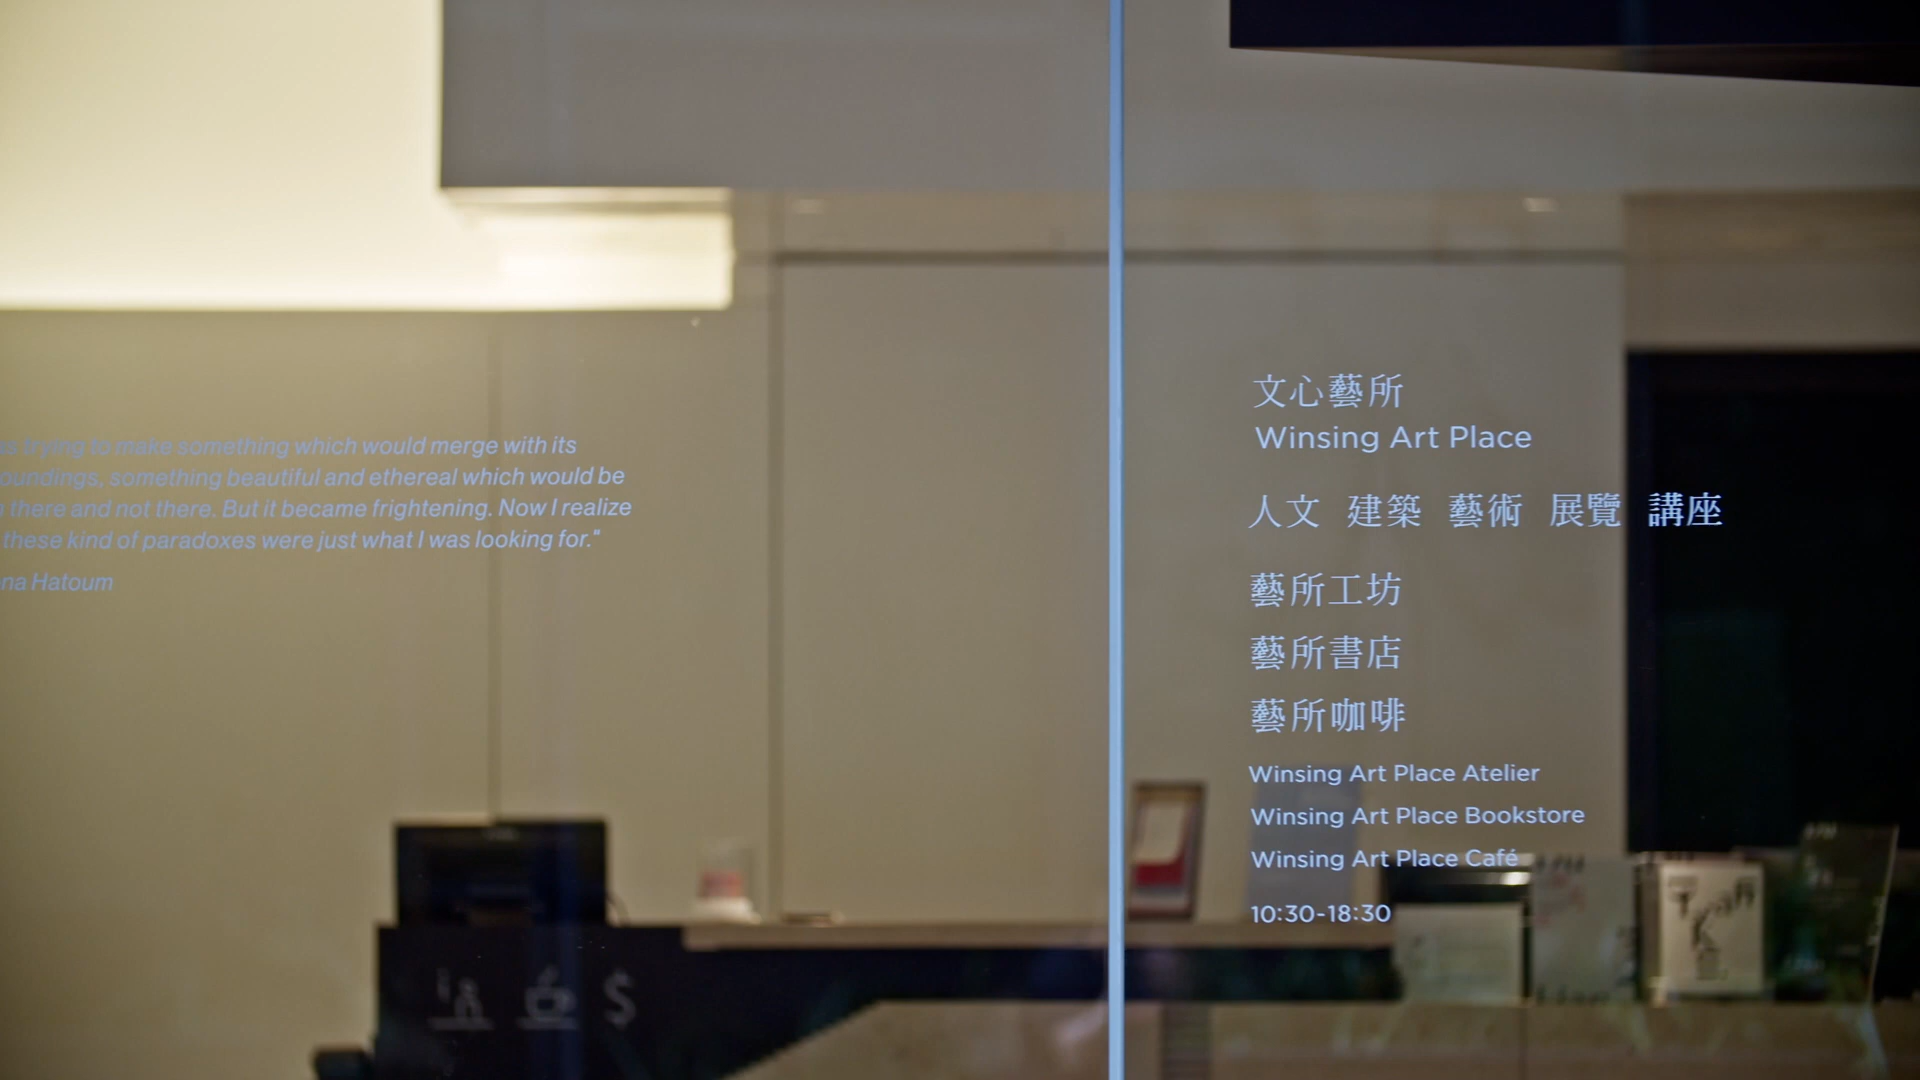 trying to make something which would merge with its
something beautiful and ethereal which would be
there and not there. But it became frightening. Now I realize
these kind of paradoxes were just what I was looking for."
Hatoum
文心藝所
Winsing Art Place
人文 建築 藝術 展覽 講座
藝所工坊
藝所書店
藝所咖啡
Winsing Art Place Atelier
Winsing Art Place Bookstore
Winsing Art Place Café
10:30-18:30
$